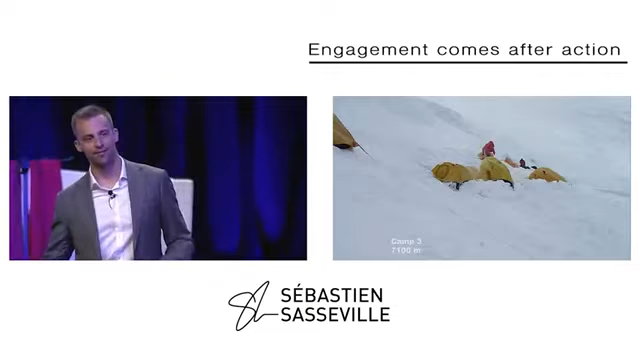 Engagement comes after action
Camp 3
7100 m
SÉBASTIEN
SASSEVILLE